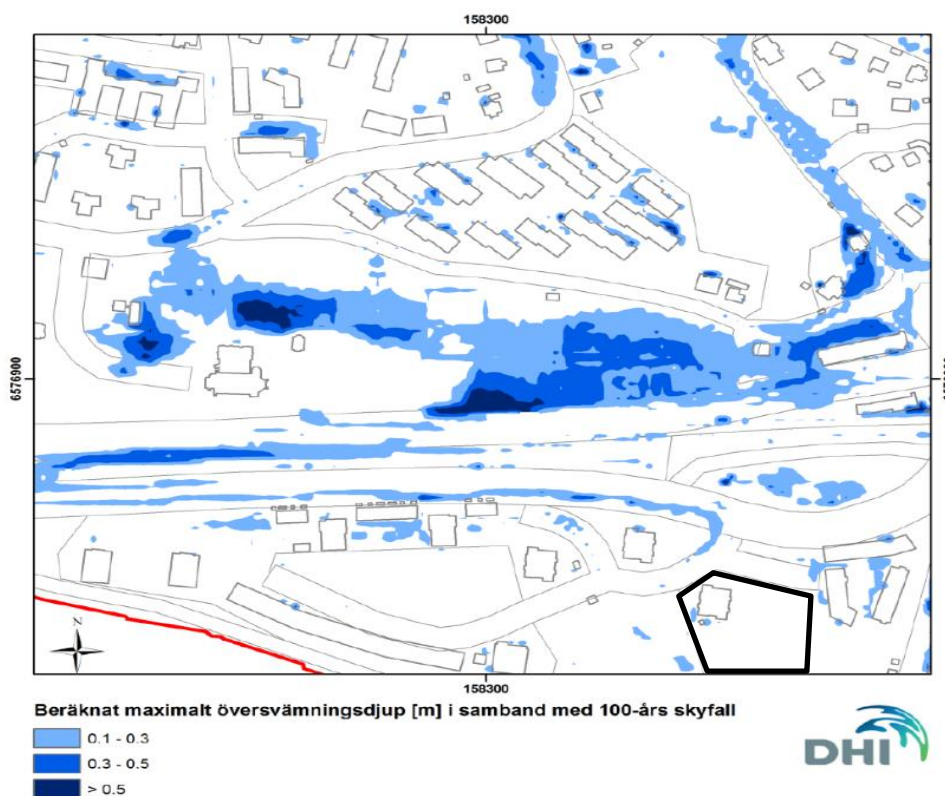 158300
6576900
N
158300
Beräknat maximalt översvämningsdjup [m] i samband med 100-års skyfall
0.1 - 0.3
0.3 - 0.5
> 0.5
DHI